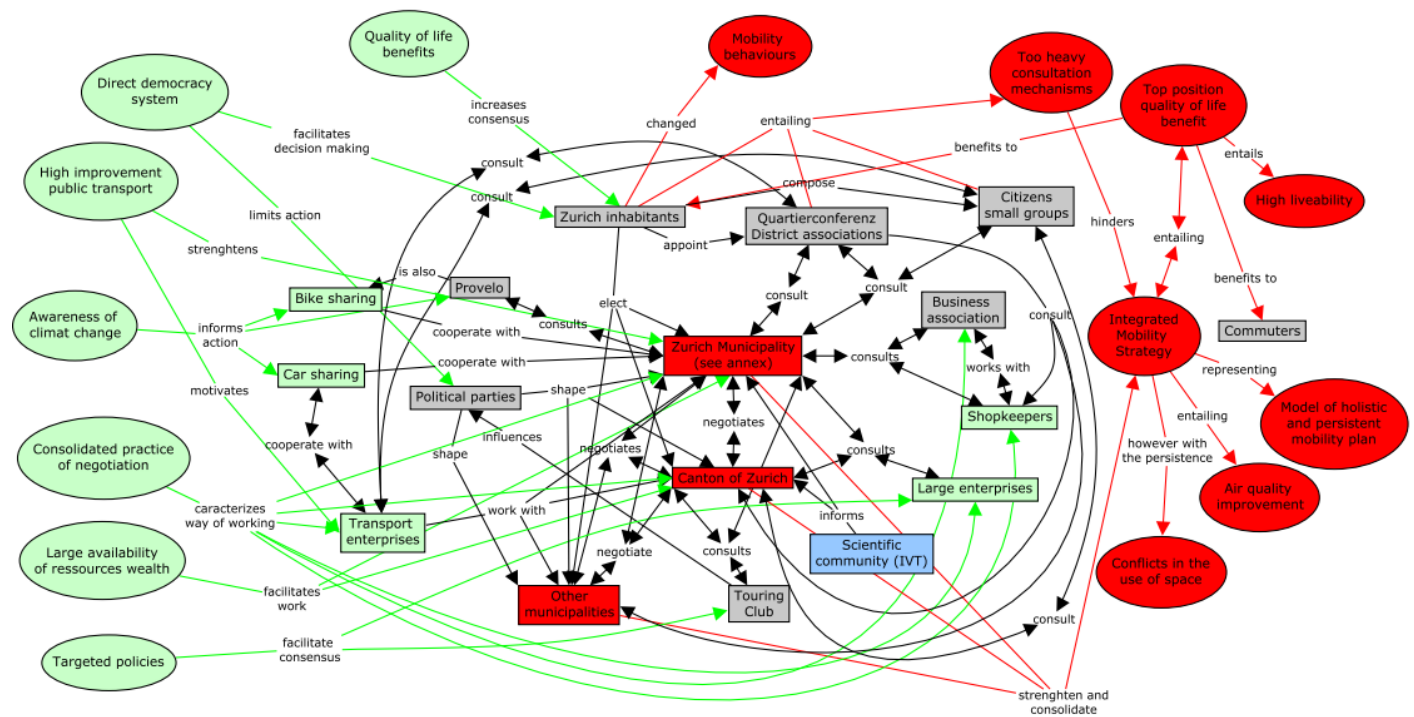 Quality of life
benefits
Mobility
behaviours
Too heavy
consultation
mechanisms
Direct democracy
system
Top position
quality of life
benefit
increases
consensus
changed
entailing
facilitates
decision making
benefits to
entails
consult
High improvement
public transport
consult
compose
Citizens
small groups
High liveability
limits action
Zurich inhabitants
Quartierconferenz
District associations
hinders
strenghtens
appoint
entailing
is also
Provelo
Bike sharing
elect
consult
consult
Business
association
benefits to
Awareness of
climat change
informs
action
cooperate with
consults
consult
Integrated
Mobility
Strategy
Commuters
Zurich Municipality
(see annex)
consults
cooperate with
works with
Car sharing
representing
motivates
Political parties
shape
Shopkeepers
Model of holistic
and persistent
mobility plan
entailing
negotiates
Consolidated practice
of negotiation
cooperate with
influences
shape
negotiates
consults
however with
the persistence
Canton of Zurich
Large enterprises
Air quality
improvement
caracterizes
way of working
work with
informs
Transport
enterprises
Large availability
of ressources wealth
negotiate
consults
Scientific
community (IVT)
Conflicts in the
use of space
facilitates
work
Other
municipalities
Touring
Club
consult
facilitate
consensus
Targeted policies
strenghten and
consolidate